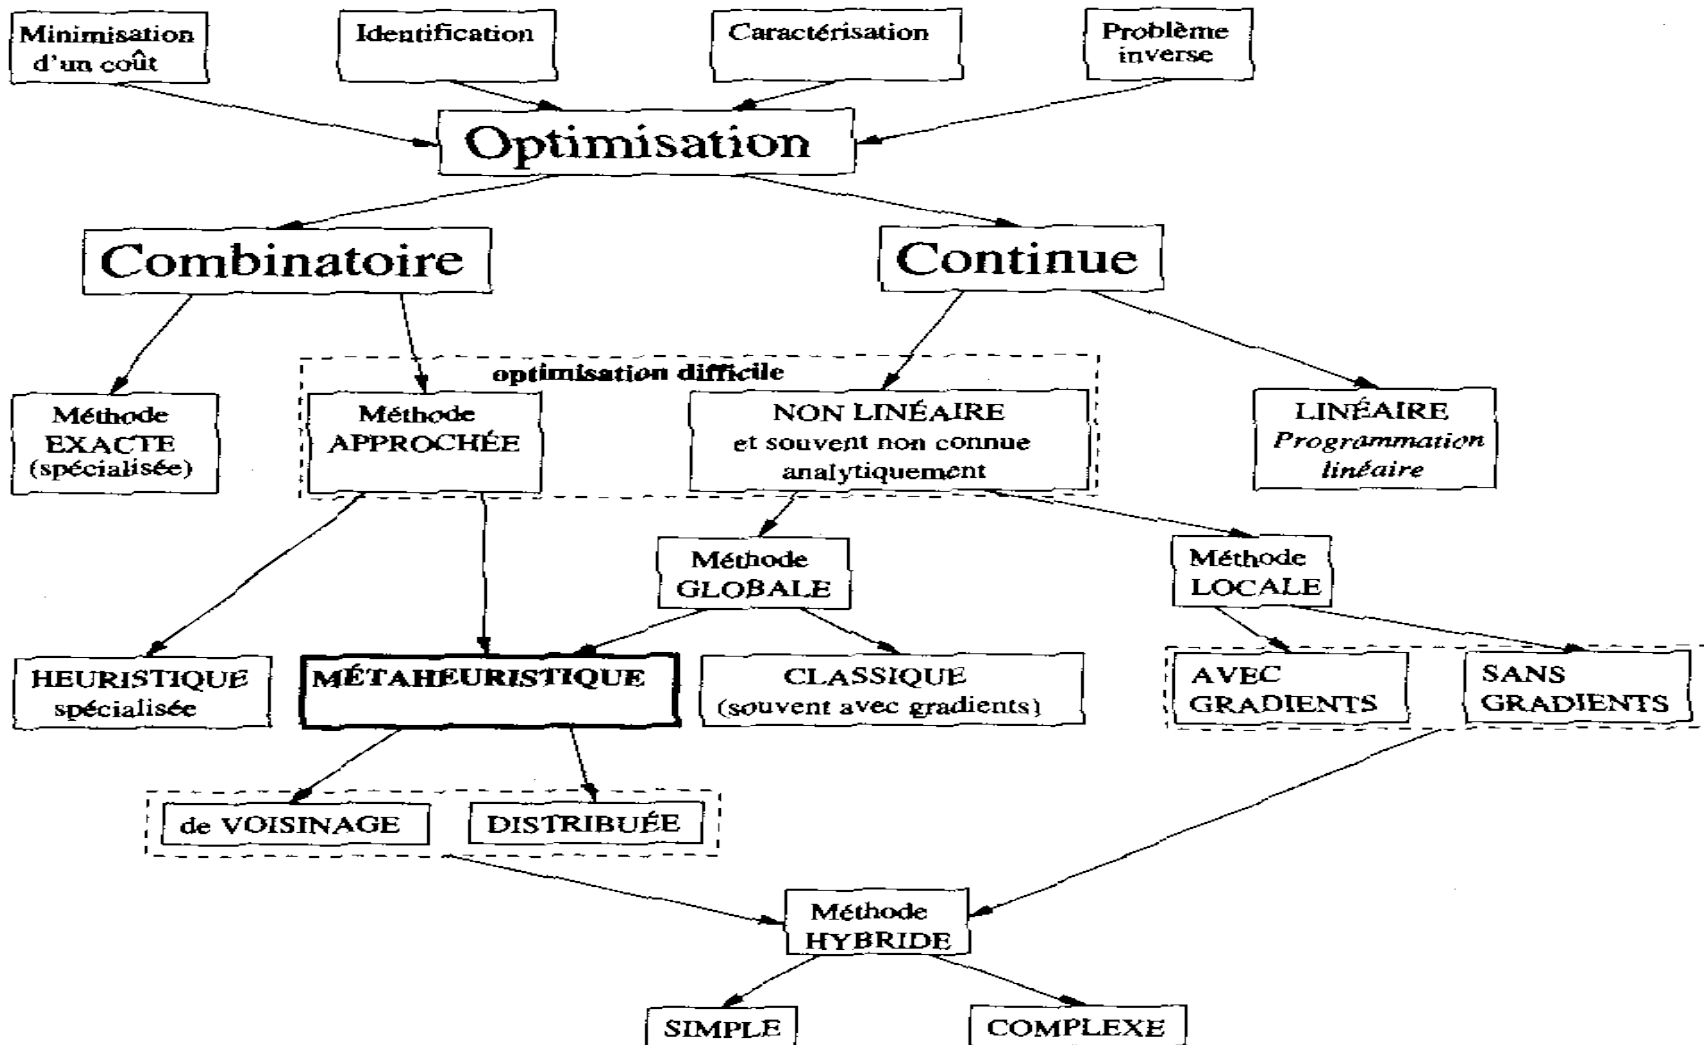 Minimisation
d'un coût
Identification
Caractérisation
Problème
inverse
Optimisation
Combinatoire
Continue
optimisation difficile
Méthode
EXACTE
(spécialisée)
Méthode
APPROCHÉE
NON LINÉAIRE
et souvent non connue
analytiquement
LINÉAIRE
Programmation
linéaire
Méthode
GLOBALE
Méthode
LOCALE
HEURISTIQUE
spécialisée
MÉTAHEURISTIQUE
CLASSIQUE
(souvent avec gradients)
AVEC
GRADIENTS
SANS
GRADIENTS
de VOISINAGE
DISTRIBUÉE
Méthode
HYBRIDE
SIMPLE
COMPLEXE